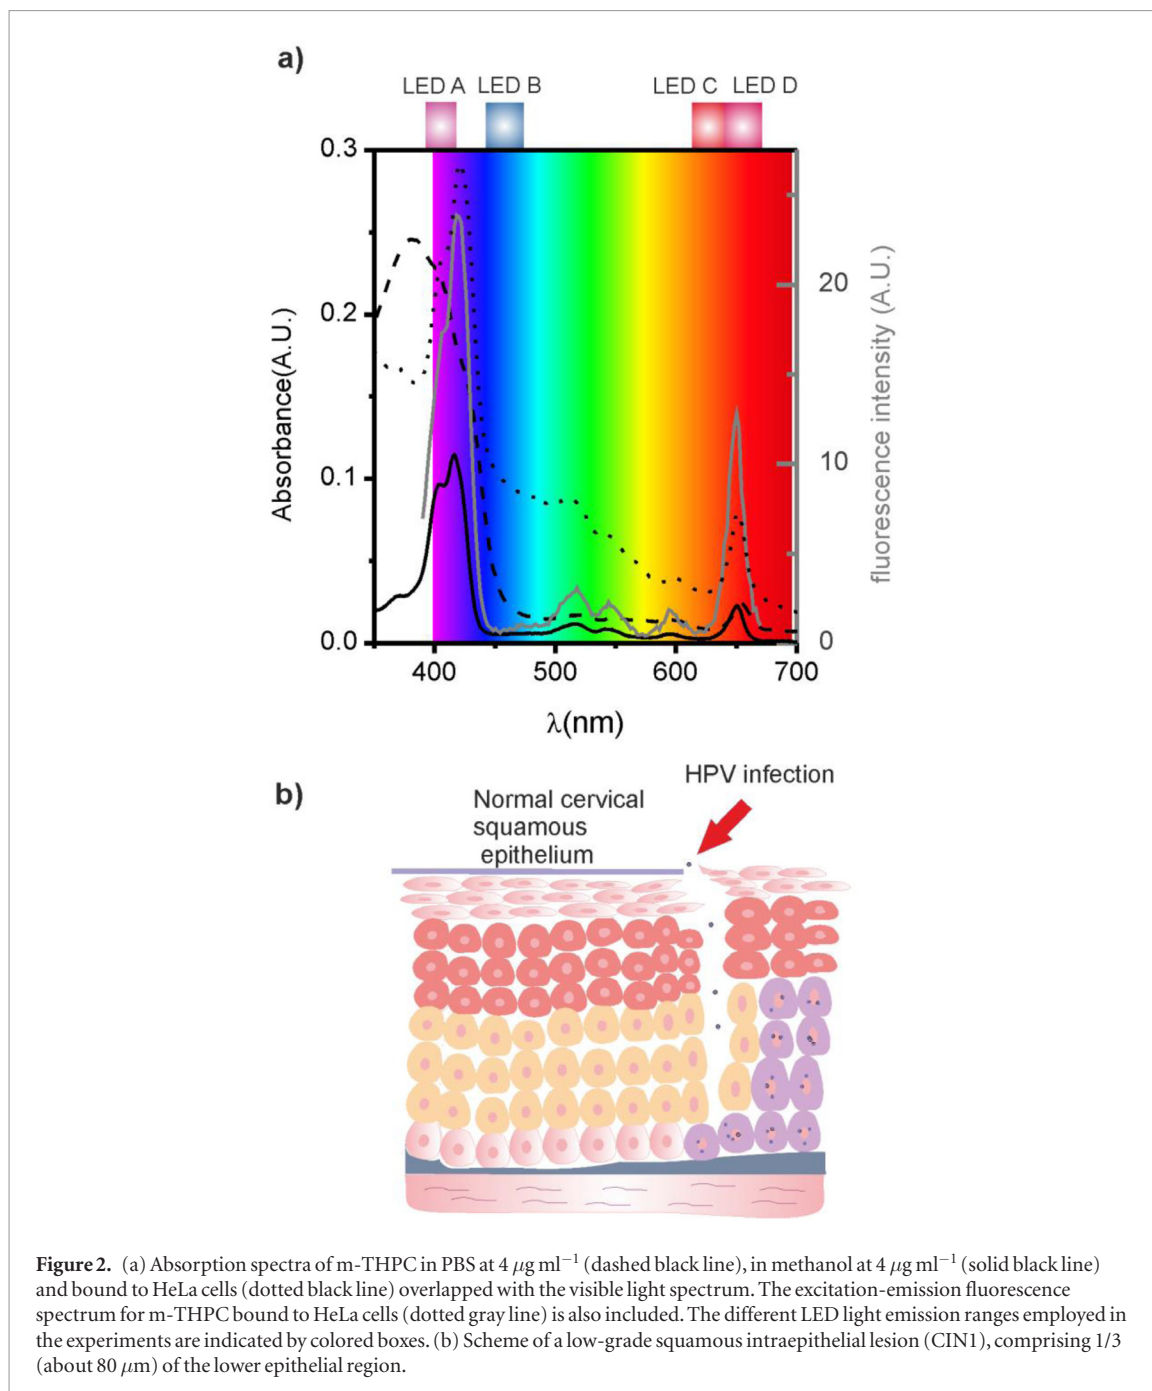 a)
LED A LED B LED C LED D
0.3
0.2
0.1
0.0
Absorbance(A.U.)
20
10
0
fluorescence intensity (A.U.)
400 500 600 700
λ(nm)
b)
HPV infection
Normal cervical
squamous
epithelium
Figure 2. (a) Absorption spectra of m-THPC in PBS at 4 μg ml⁻¹ (dashed black line), in methanol at 4 μg ml⁻¹ (solid black line)
and bound to HeLa cells (dotted black line) overlapped with the visible light spectrum. The excitation-emission fluorescence
spectrum for m-THPC bound to HeLa cells (dotted gray line) is also included. The different LED light emission ranges employed in
the experiments are indicated by colored boxes. (b) Scheme of a low-grade squamous intraepithelial lesion (CIN1), comprising 1/3
(about 80 μm) of the lower epithelial region.